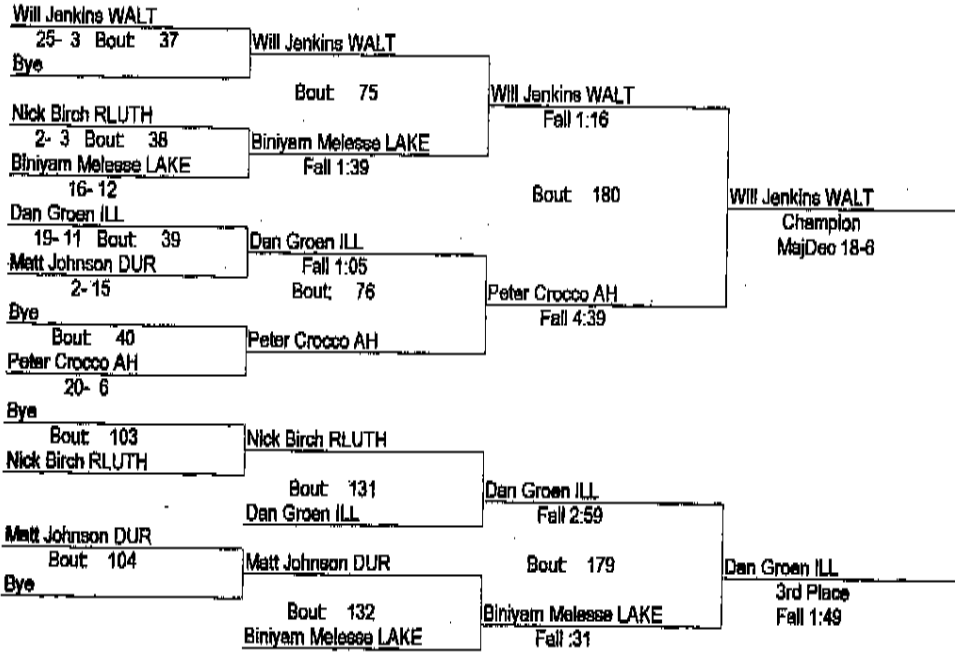 Will Jenkins WALT
25- 3 Bout: 37
Bye
Will Jenkins WALT
Bout: 75
Nick Birch RLUTH
2- 3 Bout: 38
Biniyam Melesse LAKE
16- 12
Biniyam Melesse LAKE
Fall 1:39
Will Jenkins WALT
Fall 1:16
Bout: 180
Dan Groen ILL
19- 11 Bout: 39
Matt Johnson DUR
2- 15
Dan Groen ILL
Fall 1:05
Bout: 76
Bye
Bout: 40
Peter Crocco AH
20- 6
Peter Crocco AH
Peter Crocco AH
Fall 4:39
Will Jenkins WALT
Champion
MajDec 18-6
Bye
Bout: 103
Nick Birch RLUTH
Nick Birch RLUTH
Bout: 131
Dan Groen ILL
Dan Groen ILL
Fall 2:59
Bout: 179
Matt Johnson DUR
Bout: 104
Bye
Matt Johnson DUR
Bout: 132
Biniyam Melesse LAKE
Biniyam Melesse LAKE
Fall :31
Dan Groen ILL
3rd Place
Fall 1:49